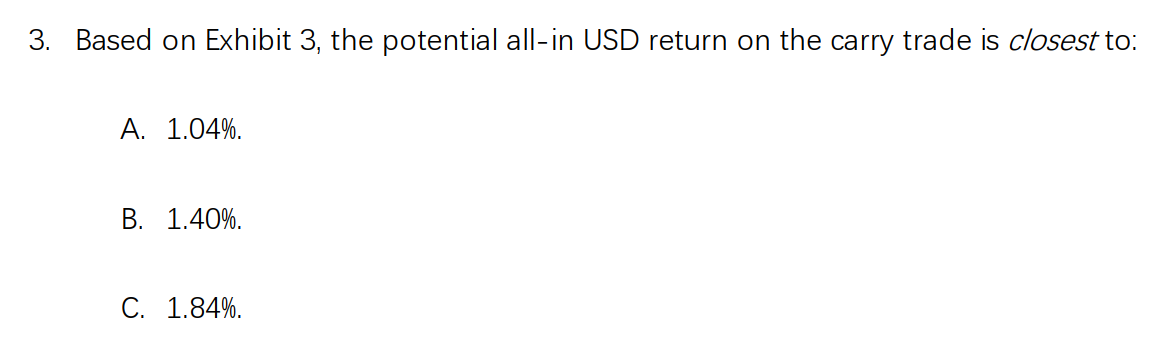 3. Based on Exhibit 3, the potential all-in USD return on the carry trade is closest to:
A. 1.04%.
B. 1.40%.
C. 1.84%.